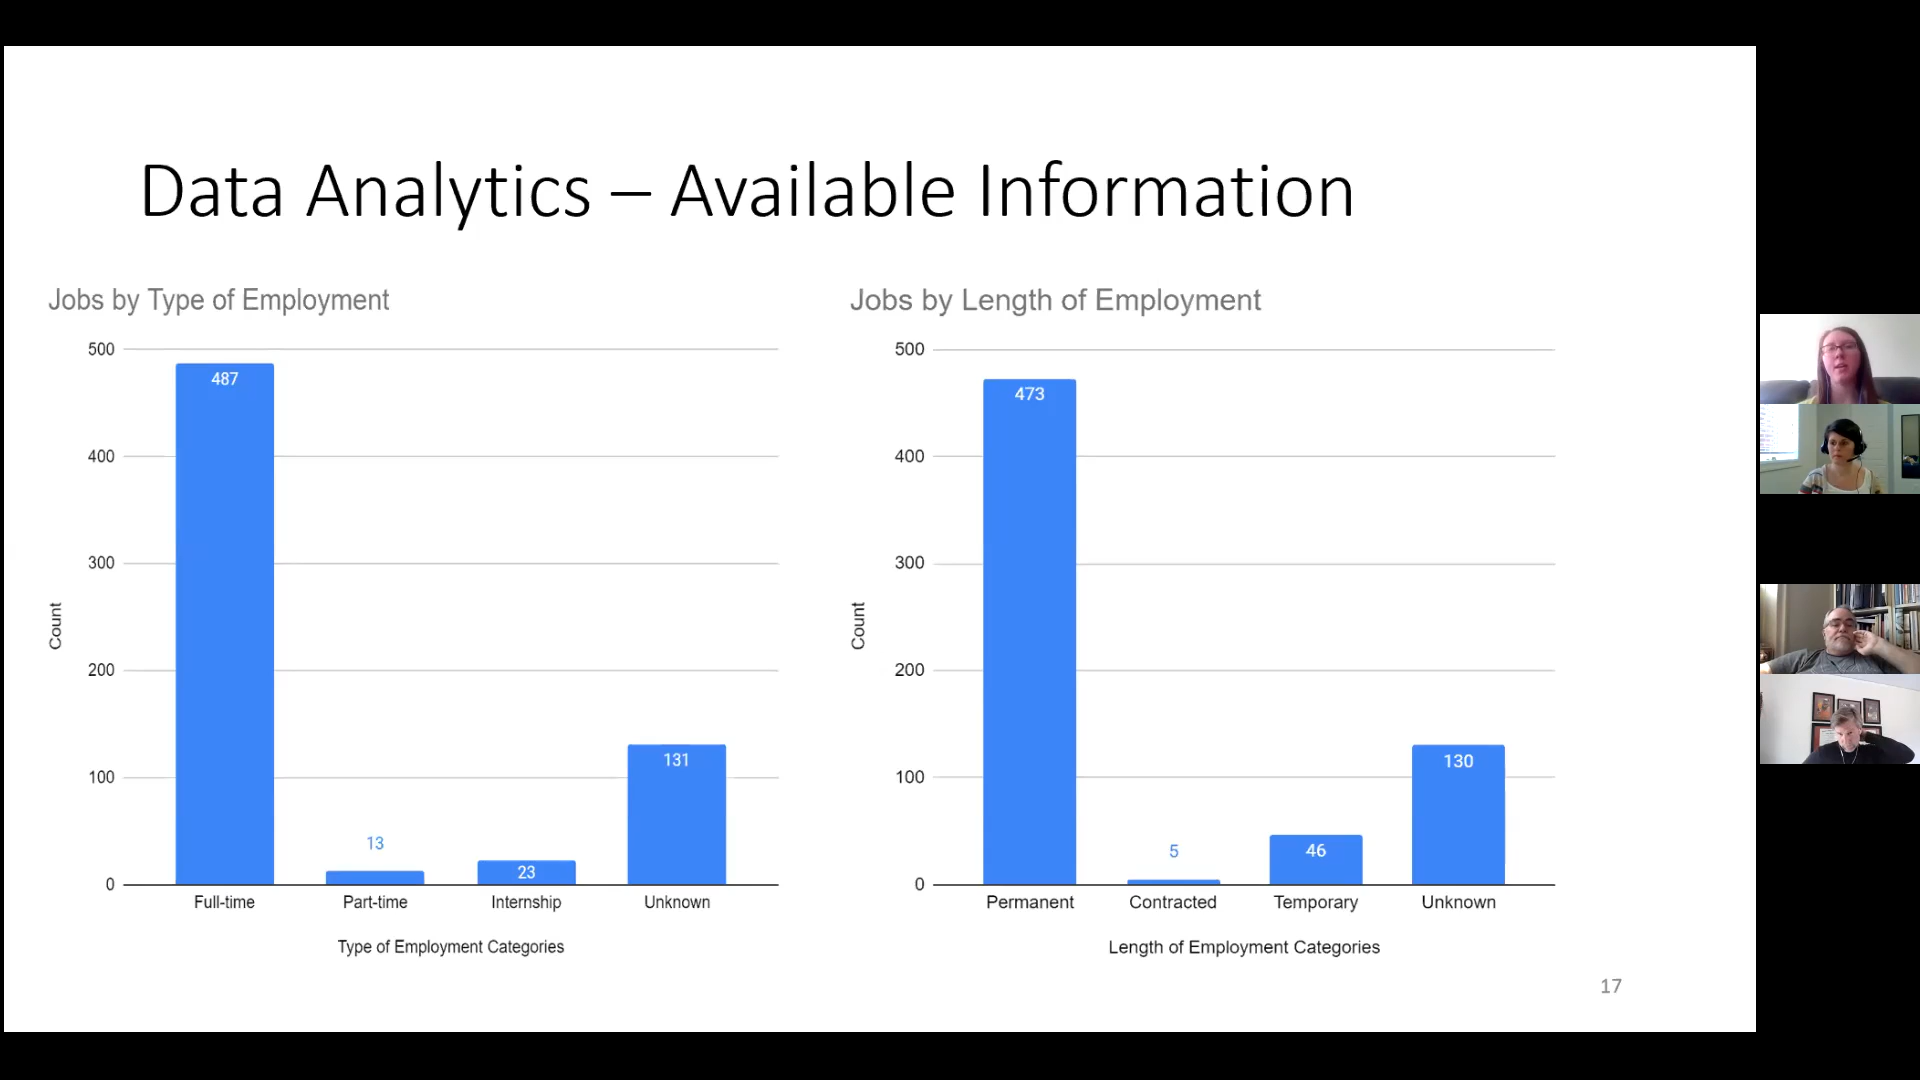 Data Analytics – Available Information
Jobs by Type of Employment
500
400
300
200
100
0
Count
487
13
23
131
Full-time
Part-time
Internship
Unknown
Type of Employment Categories
Jobs by Length of Employment
500
400
300
200
100
0
Count
473
5
46
130
Permanent
Contracted
Temporary
Unknown
Length of Employment Categories
17